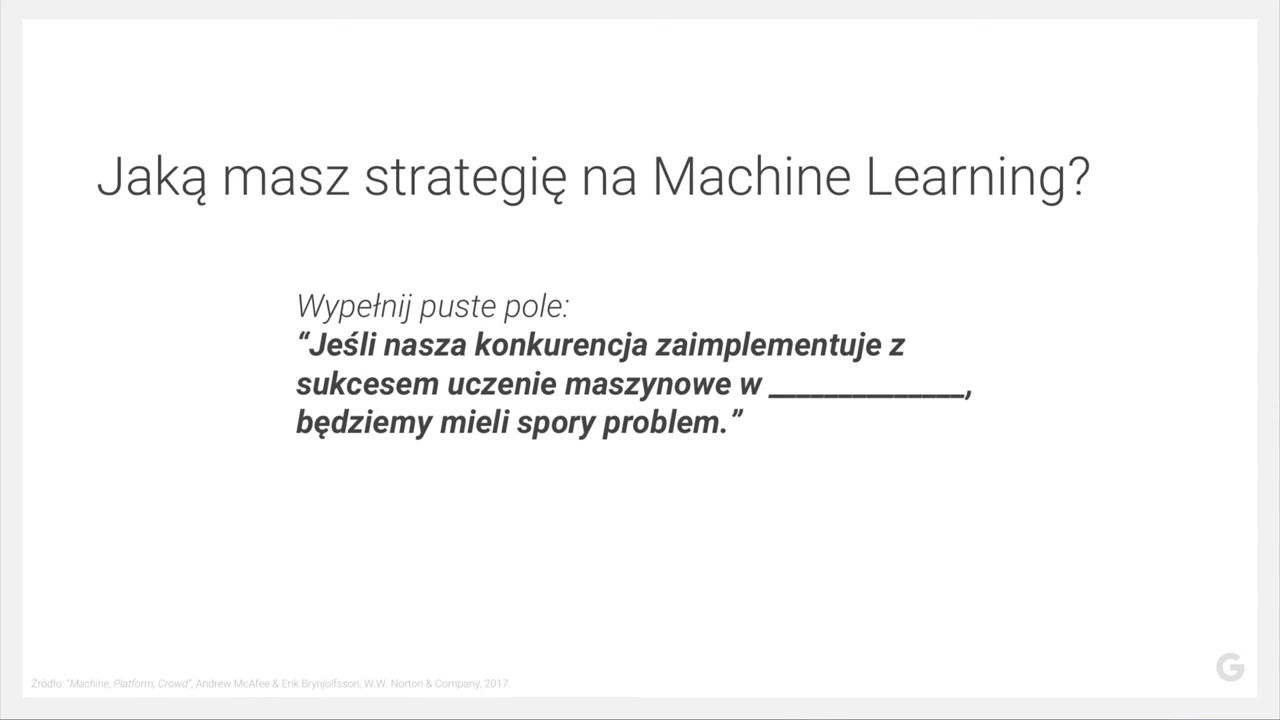 Jaką masz strategię na Machine Learning?
Wypełnij puste pole:
“Jeśli nasza konkurencja zaimplementuje z
sukcesem uczenie maszynowe w ______________,
będziemy mieli spory problem.”
Źródło: “Machine, Platform, Crowd”, Andrew McAfee & Erik Brynjolfsson. W.W. Norton & Company, 2017.
G